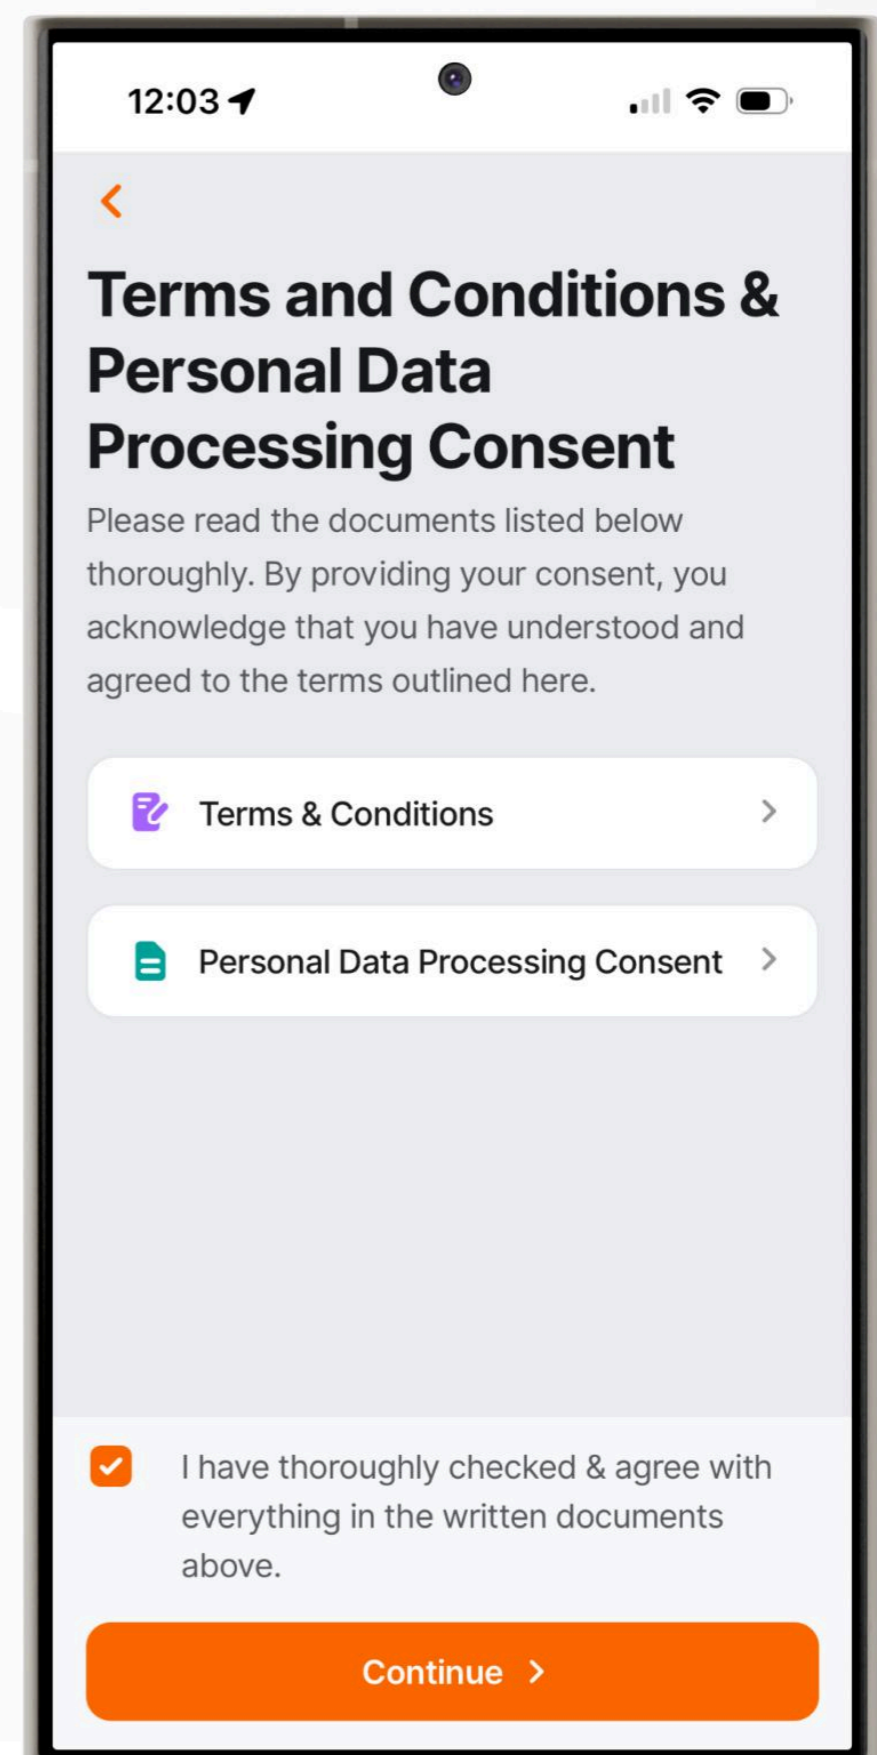 12:03
Terms and Conditions &
Personal Data
Processing Consent
Please read the documents listed below
thoroughly. By providing your consent, you
acknowledge that you have understood and
agreed to the terms outlined here.
Terms & Conditions
Personal Data Processing Consent
I have thoroughly checked & agree with
everything in the written documents
above.
Continue